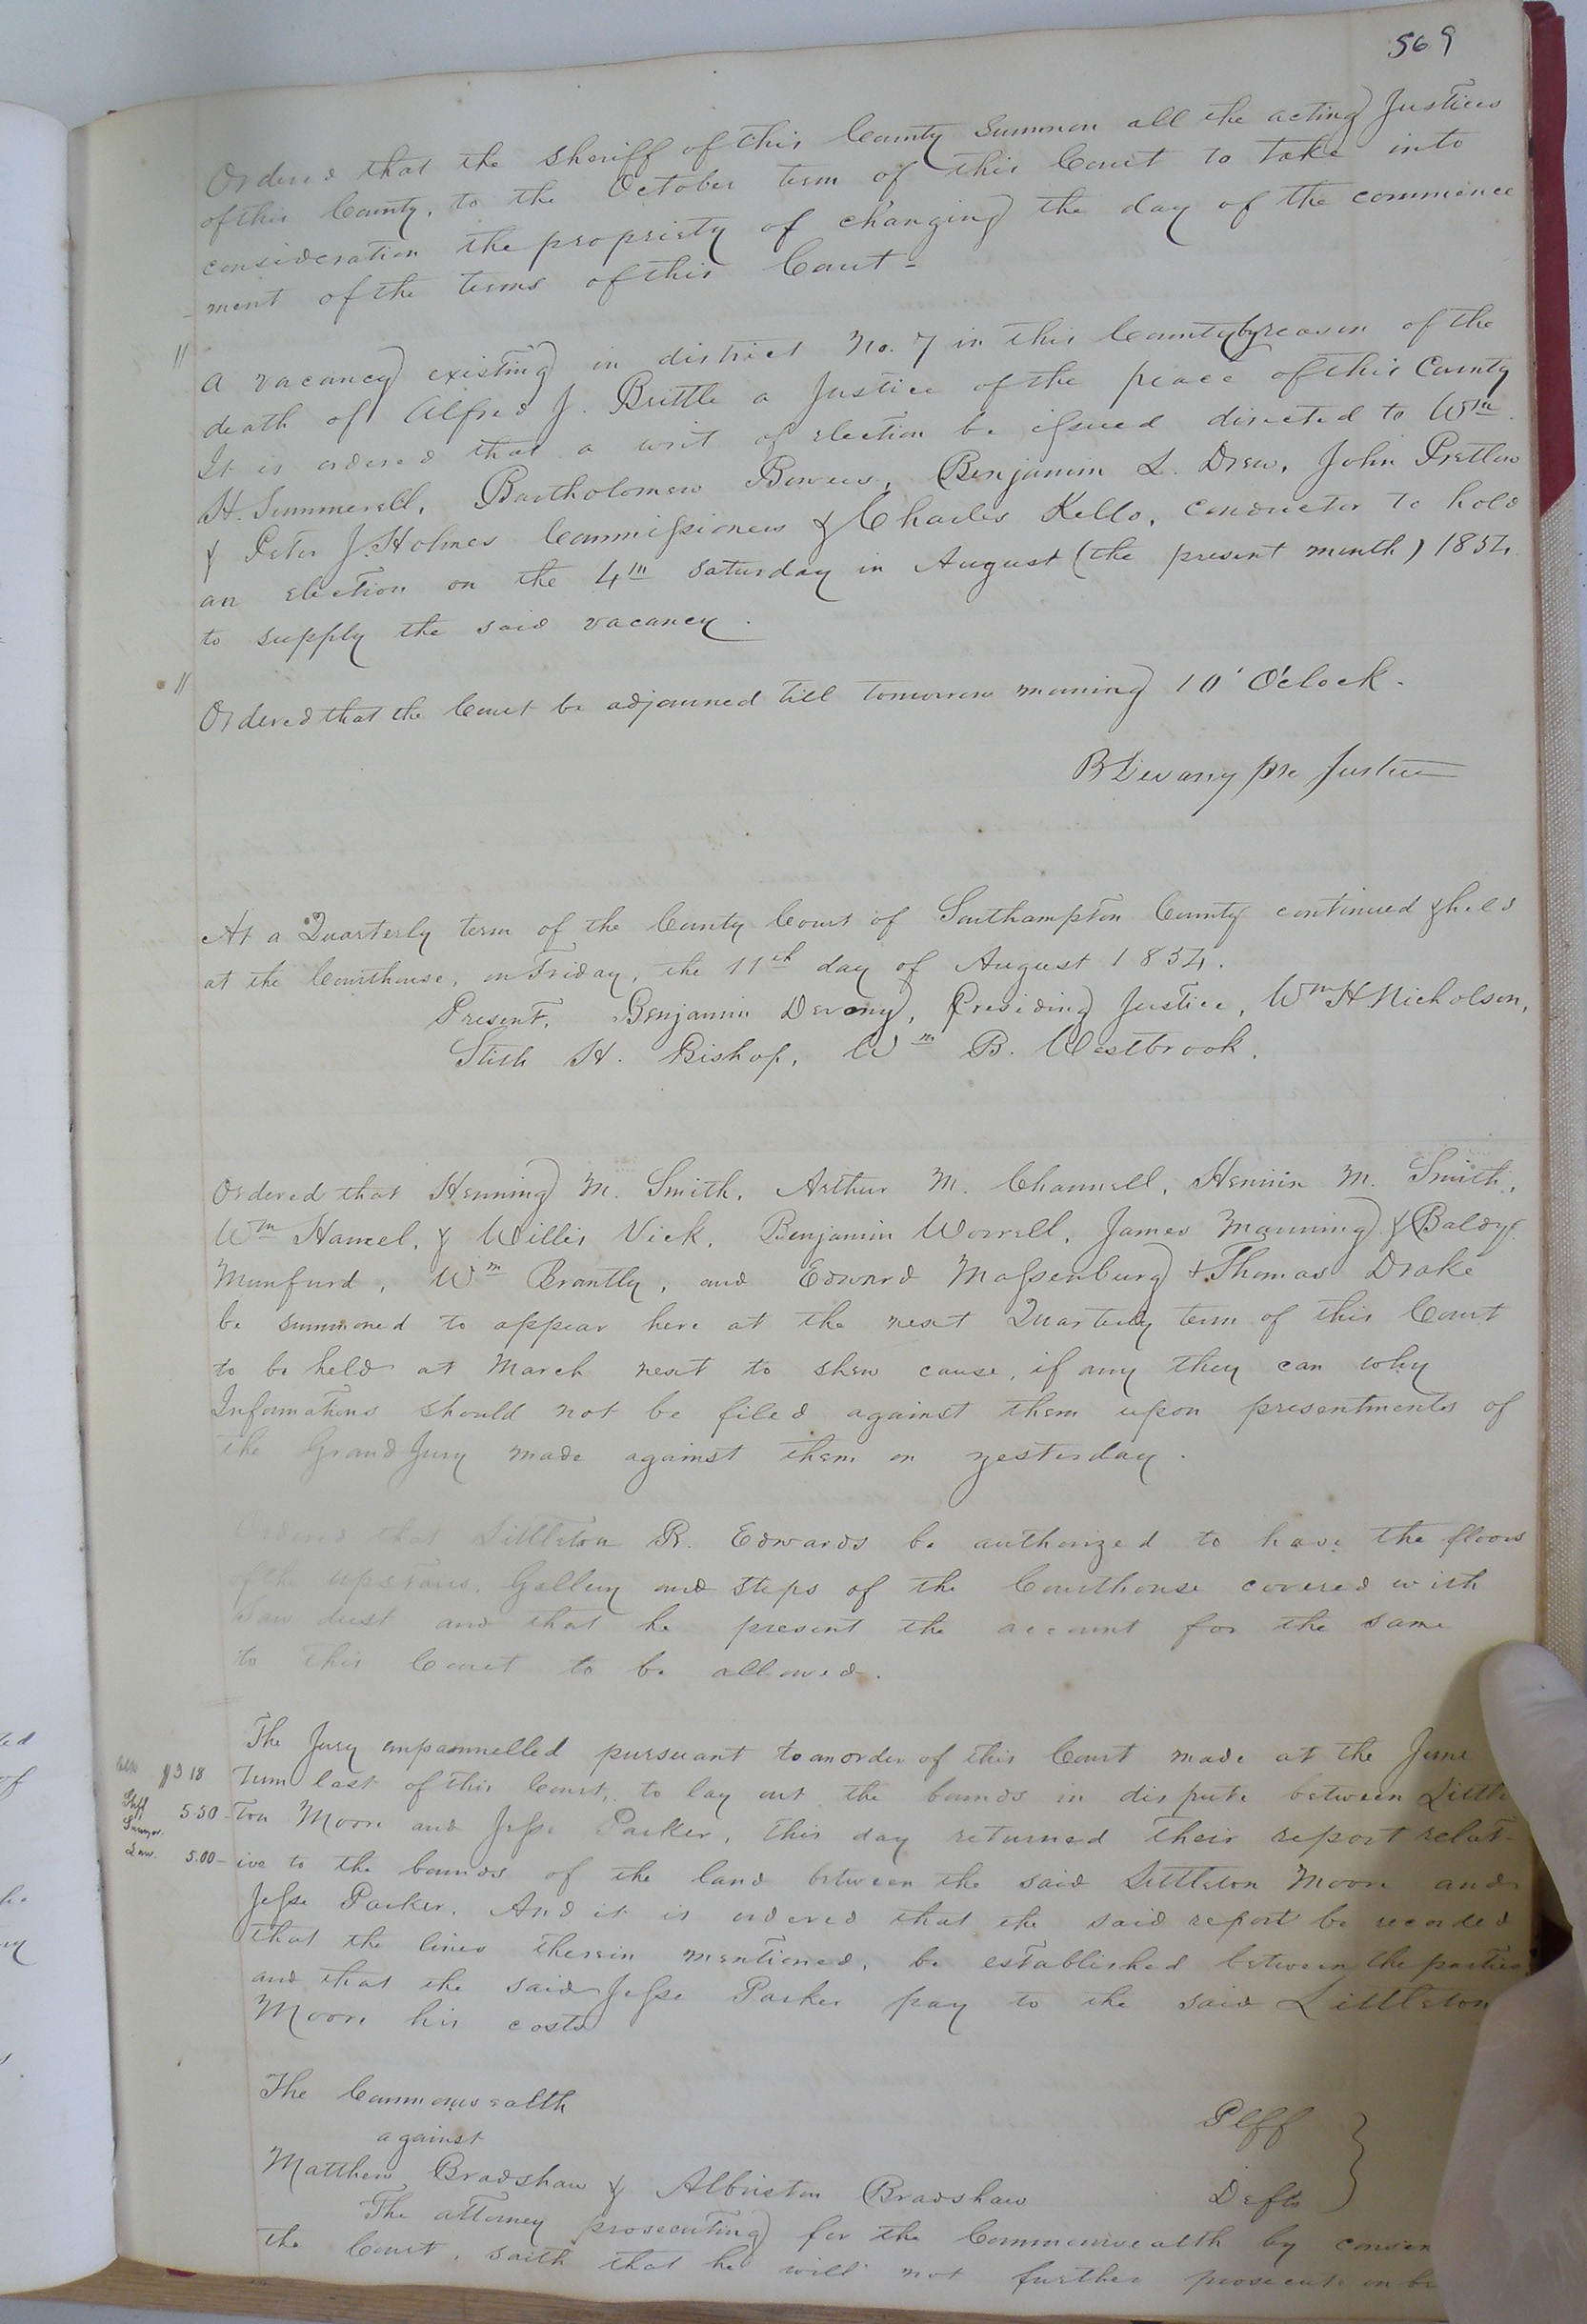 569
Ordered that the Sheriff of this County Summon all the acting Justices
of this County, to the October term of this Court to take into
consideration the propriety of changing the day of the commence
ment of the terms of this Court -
"
A vacancy existing in district No. 7 in this County by reason of the
death of Alfred J. Brittle a Justice of the peace of this County
It is ordered that a writ of election be issued directed to Wm.
H. Summerell, Bartholomew Bowers, Benjamin L. Drew, John Pretlow
& Peter J. Holmes Commissioners & Charles Kello, conductor to hold
an election on the 4th Saturday in August (the present month) 1854
to supply the said vacancy.
"
Ordered that the Court be adjourned till tomorrow morning 10' O'clock.
B Devany pre Justice
At a Quarterly term of the County Court of Southampton County continued & held
at the Courthouse, on Friday, the 11th day of August 1854.
Present, Benjamin Devany, Presiding Justice, Wm H Nicholson,
Stith H. Bishop, Wm B. Westbrook.
Ordered that Henning M. Smith, Arthur M. Channell, Hennin M. Smith,
Wm Hancel, & Willis Vick, Benjamin Worrell, James Manning & Baldy
Munfurd, Wm Brantly, and Edward Massenburg & Thomas Drake
be summoned to appear here at the next Quarterly term of this Court
to be held at March next to shew cause, if any they can why
Informations should not be filed against them upon presentments of
the Grand Jury made against them on yesterday.
Ordered that Littleton R. Edwards be authorized to have the floors
of the upstairs, Gallery and Steps of the Courthouse covered with
Saw dust and that he present the account for the same
to this Court to be allowed.
The Jury empannelled pursuant to an order of this Court made at the June
$3 18 Term last of this Court, to lay out the bounds in dispute between Little
Shff Survyor. 5.50 - ton Moore and Jesse Parker, this day returned their report relat-
Law. 5.00 - ive to the bounds of the land between the said Littleton Moore and
Jesse Parker. And it is ordered that the said report be recorded
that the lines therein mentioned, be established between the parties
and that the said Jesse Parker pay to the said Littleton
Moore his costs
The Commonwealth Plff
against
Matthew Bradshaw & Albriston Bradshaw Defts
The attorney prosecuting for the Commonwealth by consen
the Court, saith that he will not further prosecute on be